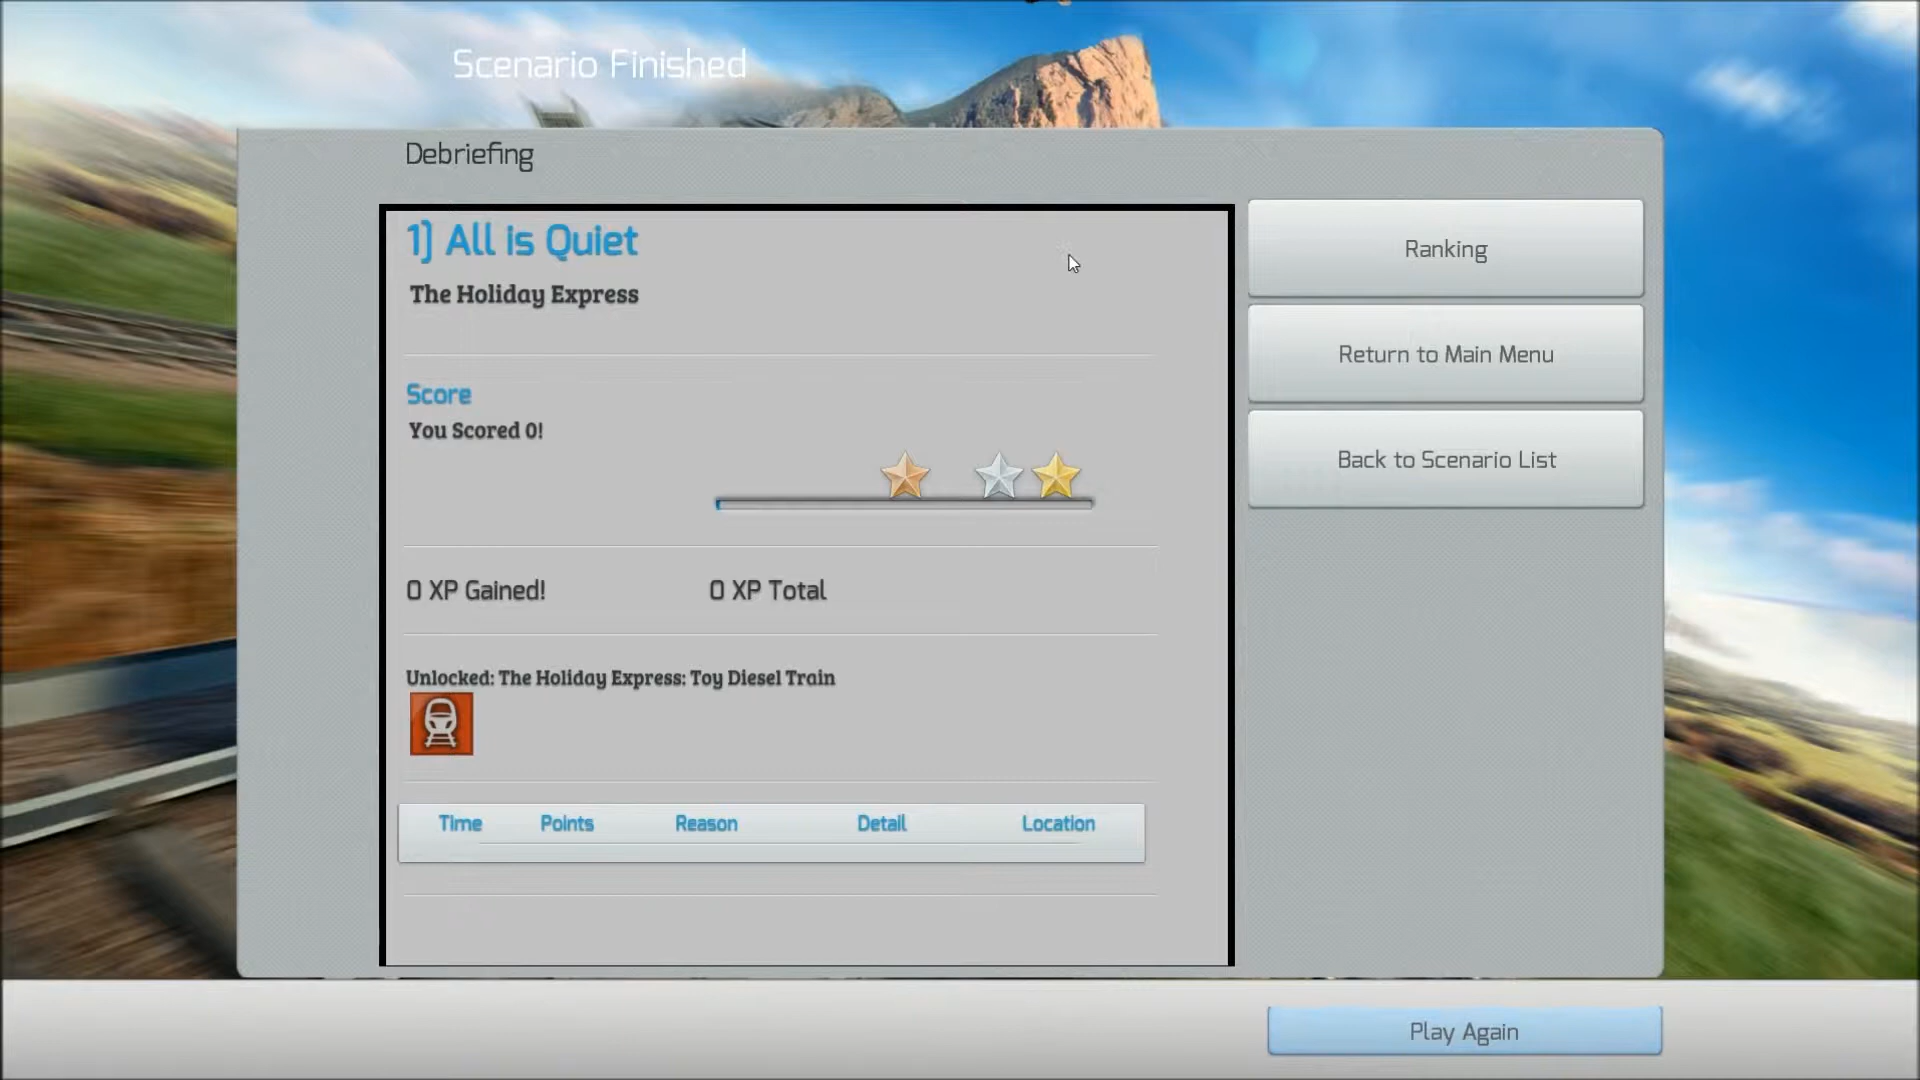 Scenario Finished
Debriefing
1) All is Quiet
The Holiday Express
Score
You Scored 0!
0 XP Gained! 0 XP Total
Unlocked: The Holiday Express: Toy Diesel Train
Time Points Reason Detail Location
Ranking
Return to Main Menu
Back to Scenario List
Play Again